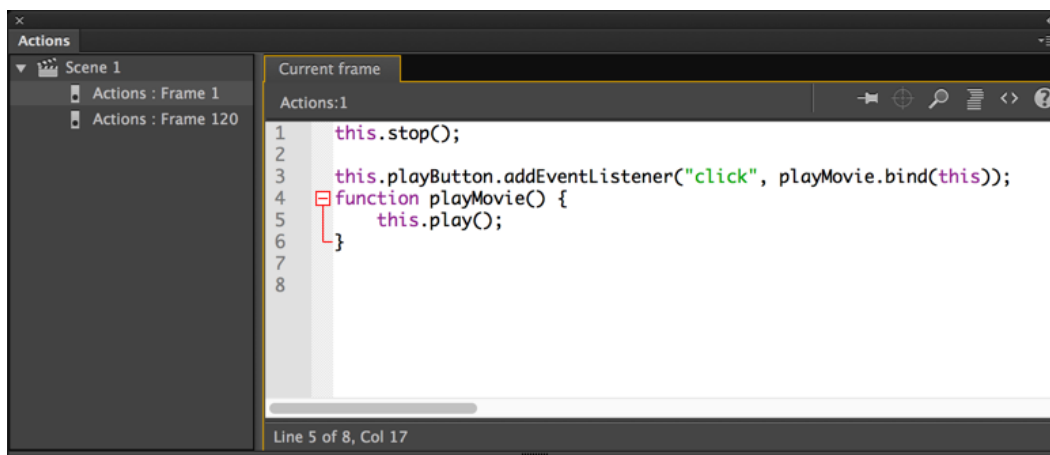 Actions
Scene 1
Actions : Frame 1
Actions : Frame 120
Current frame
Actions:1
1 this.stop();
2
3 this.playButton.addEventListener("click", playMovie.bind(this));
4 function playMovie() {
5 this.play();
6 }
7
8
Line 5 of 8, Col 17